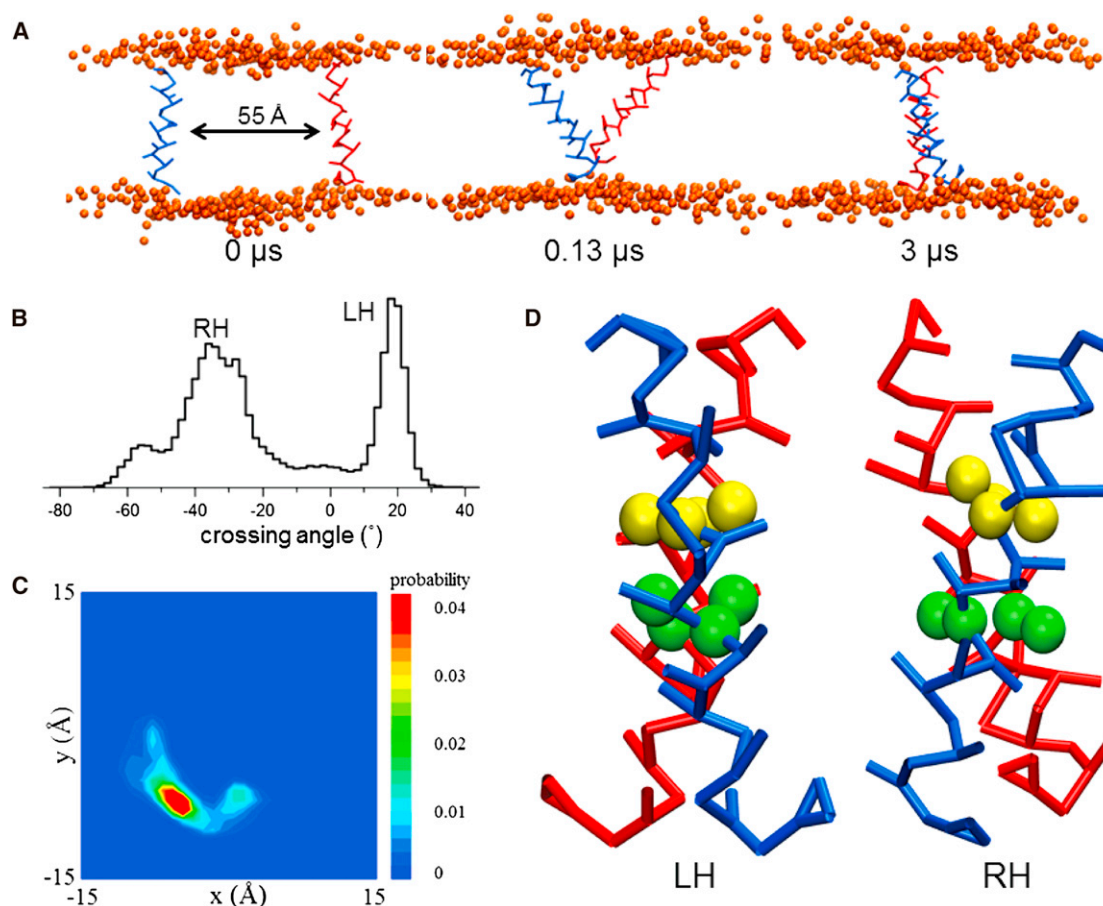 A
55 Å
0 µs
0.13 µs
3 µs
B
RH
LH
-80
-60
-40
-20
0
20
40
crossing angle (˚)
C
15
y (Å)
-15
-15
x (Å)
15
probability
0.04
0.03
0.02
0.01
0
D
LH
RH